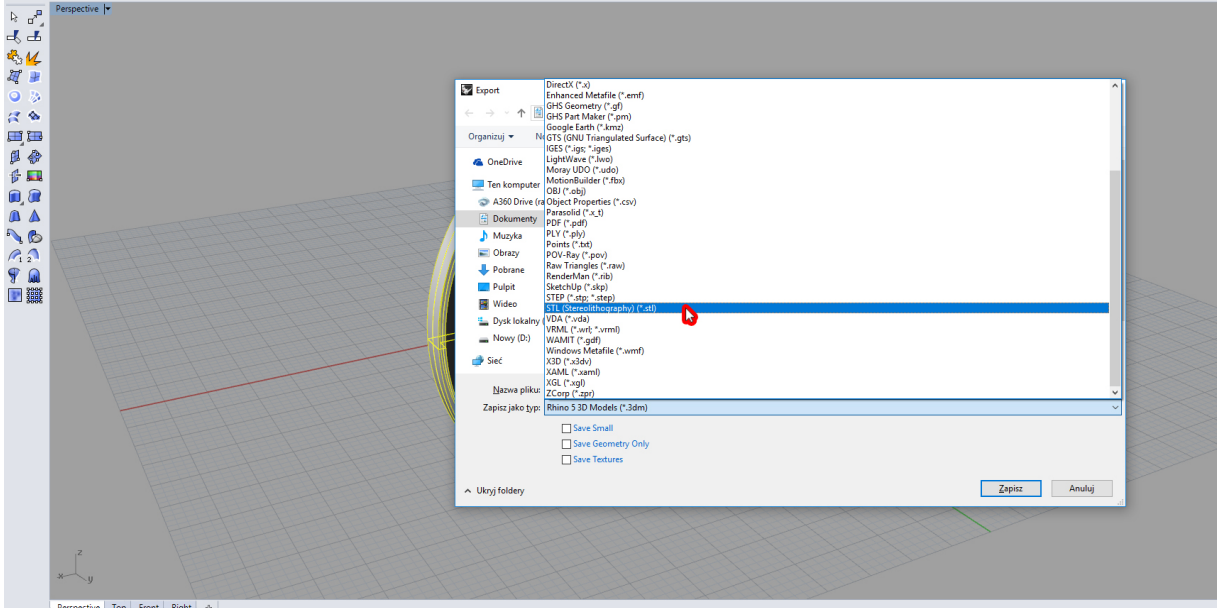 Perspective
Export
DirectX (*.x)
Enhanced Metafile (*.emf)
GHS Geometry (*.gf)
GHS Part Maker (*.pm)
Google Earth (*.kmz)
GTS (GNU Triangulated Surface) (*.gts)
IGES (*.igs; *.iges)
LightWave (*.lwo)
Moray UDO (*.udo)
MotionBuilder (*.fbx)
OBJ (*.obj)
Object Properties (*.csv)
Parasolid (*.x_t)
PDF (*.pdf)
PLY (*.ply)
Points (*.txt)
POV-Ray (*.pov)
Raw Triangles (*.raw)
RenderMan (*.rib)
SketchUp (*.skp)
STEP (*.stp; *.step)
STL (Stereolithography) (*.stl)
VDA (*.vda)
VRML (*.wrl; *.vrml)
WAMIT (*.gdf)
Windows Metafile (*.wmf)
X3D (*.x3dv)
XAML (*.xaml)
XGL (*.xgl)
ZCorp (*.zpr)
Organizuj
OneDrive
Ten komputer
A360 Drive
Dokumenty
Muzyka
Obrazy
Pobrane
Pulpit
Wideo
Dysk lokalny
Nowy (D:)
Sieć
Nazwa pliku:
Zapisz jako typ: Rhino 5 3D Models (*.3dm)
Save Small
Save Geometry Only
Save Textures
Ukryj foldery Zapisz Anuluj
z
x y
Perspective Top Front Right